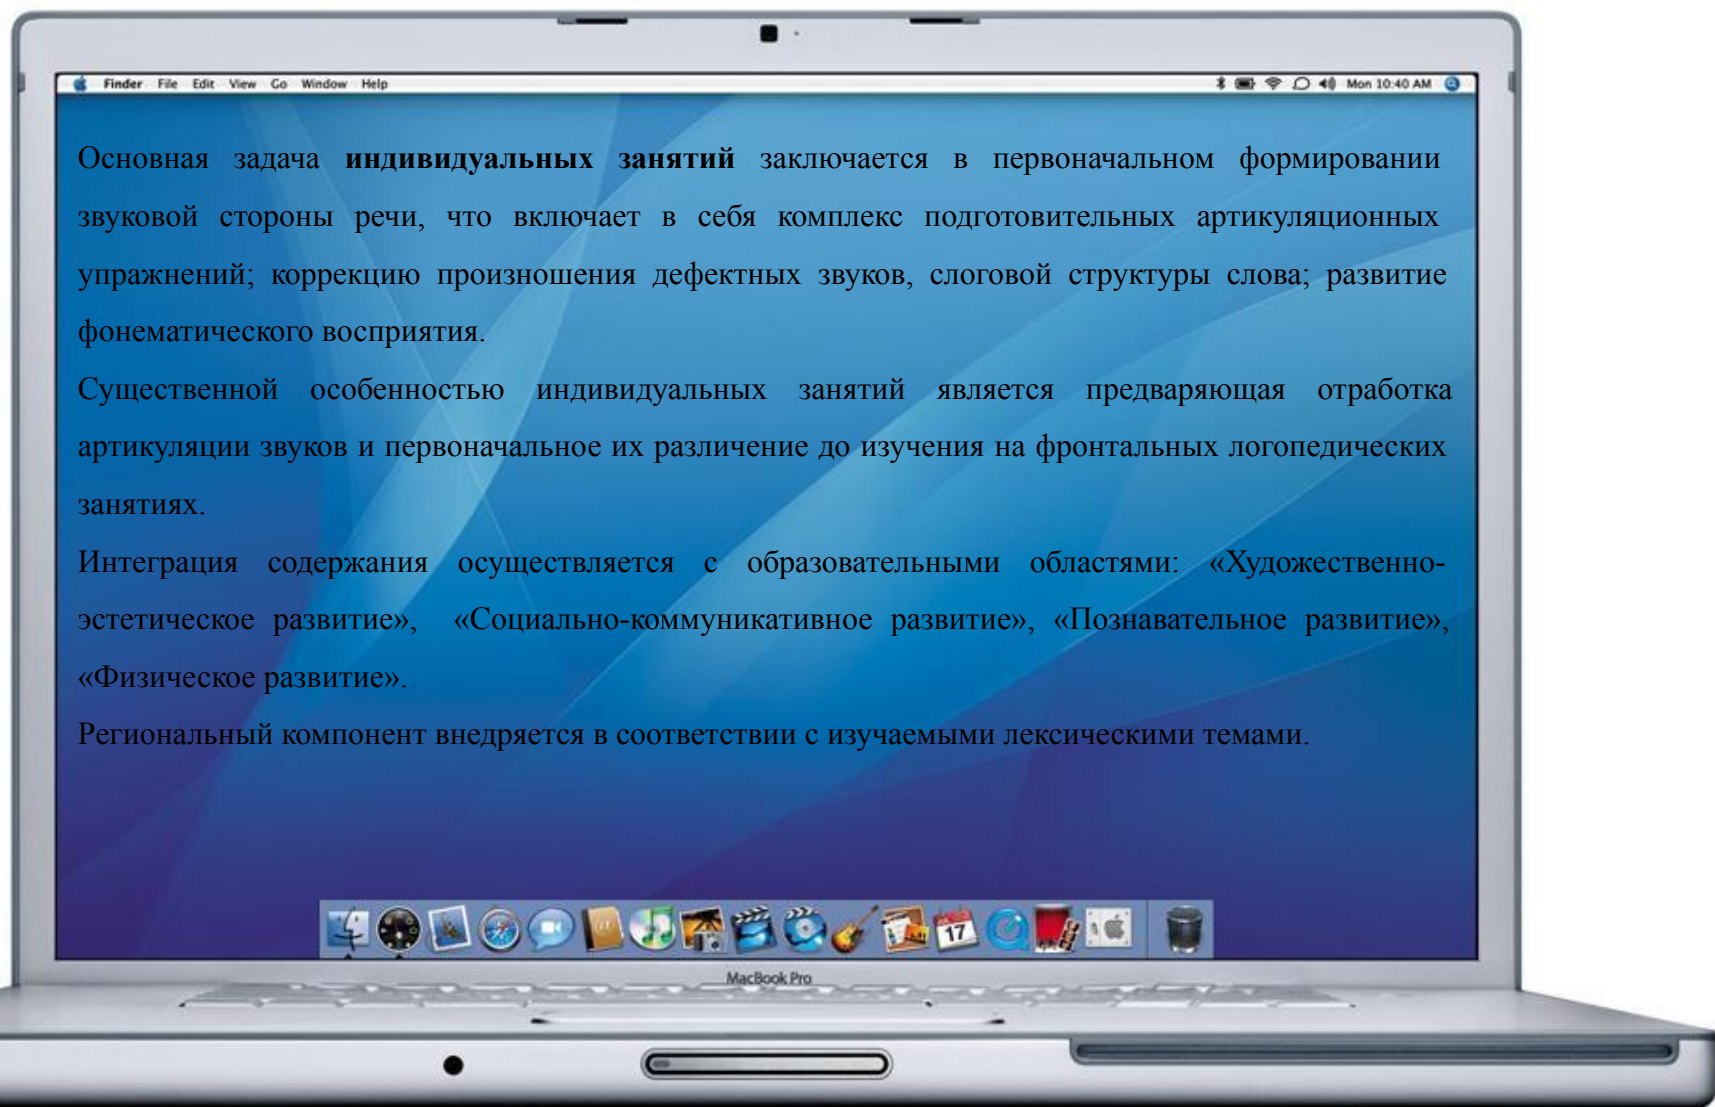 Finder File Edit View Go Window Help Mon 10:40 AM
Основная задача индивидуальных занятий заключается в первоначальном формировании
звуковой стороны речи, что включает в себя комплекс подготовительных артикуляционных
упражнений; коррекцию произношения дефектных звуков, слоговой структуры слова; развитие
фонематического восприятия.
Существенной особенностью индивидуальных занятий является предваряющая отработка
артикуляции звуков и первоначальное их различение до изучения на фронтальных логопедических
занятиях.
Интеграция содержания осуществляется с образовательными областями: «Художественно-
эстетическое развитие», «Социально-коммуникативное развитие», «Познавательное развитие»,
«Физическое развитие».
Региональный компонент внедряется в соответствии с изучаемыми лексическими темами.
17
MacBook Pro